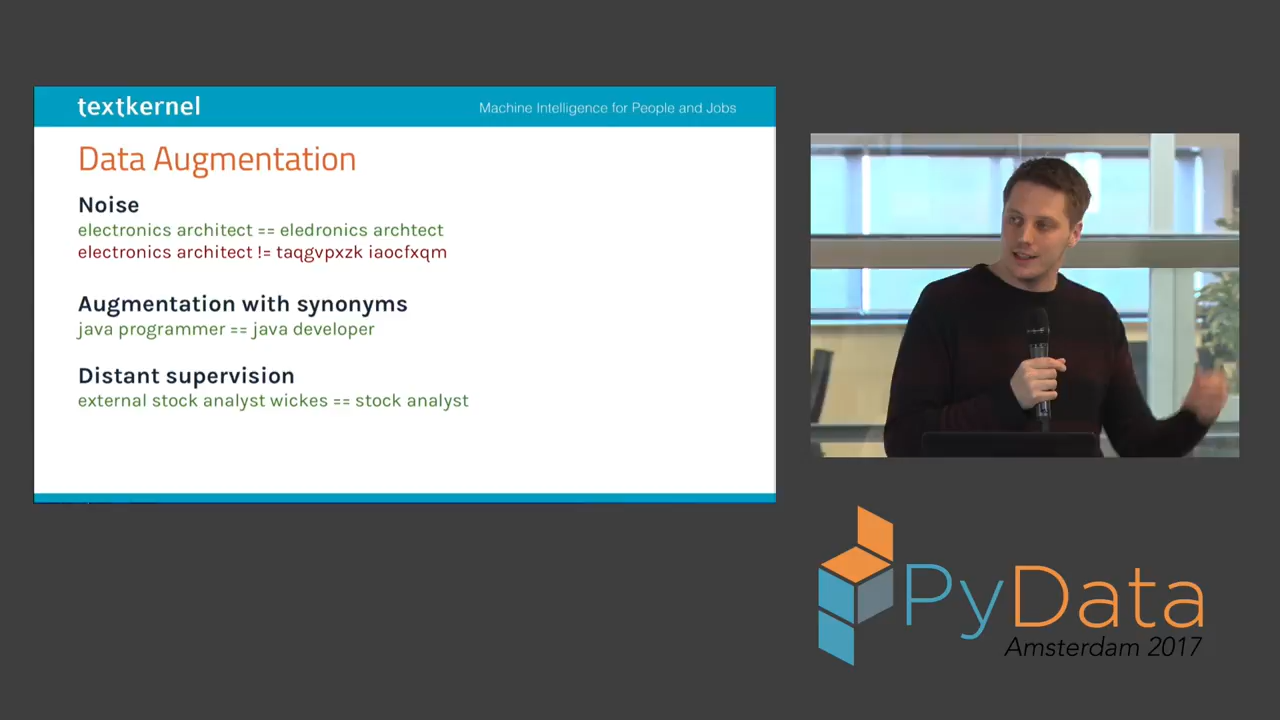 textkernel
Machine Intelligence for People and Jobs
Data Augmentation
Noise
electronics architect == eledronics archtect
electronics architect != taqgvpxzk iaocfxqm
Augmentation with synonyms
java programmer == java developer
Distant supervision
external stock analyst wickes == stock analyst
PyData
Amsterdam 2017